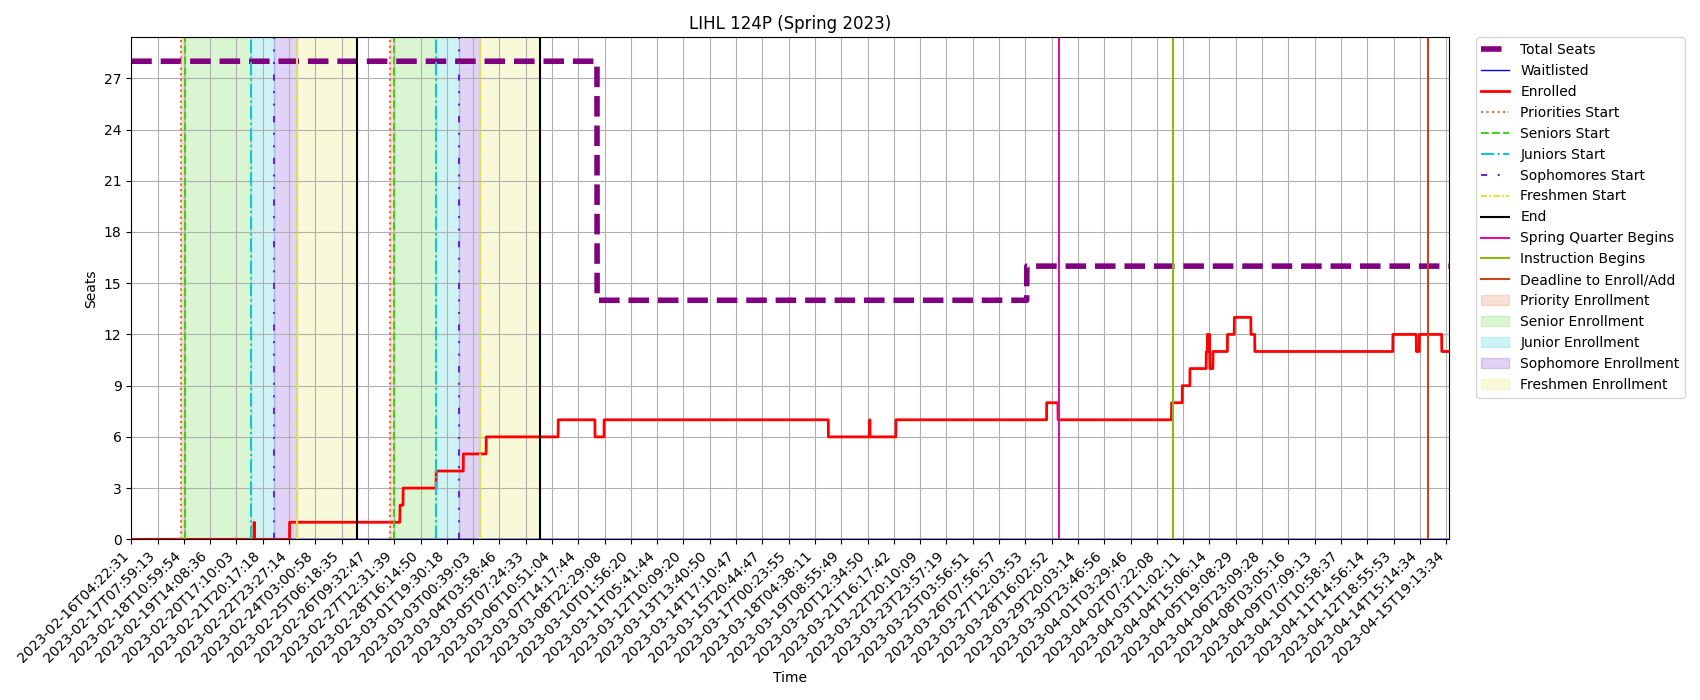 LIHL 124P (Spring 2023)
Seats
27
24
21
18
15
12
9
6
3
0
2023-02-16T04:22:31
2023-02-17T07:59:13
2023-02-18T10:59:54
2023-02-19T14:08:36
2023-02-20T17:10:03
2023-02-21T20:17:18
2023-02-22T23:27:14
2023-02-24T03:00:58
2023-02-25T06:18:35
2023-02-26T09:32:47
2023-02-27T12:31:39
2023-02-28T16:14:50
2023-03-01T19:30:18
2023-03-03T00:39:03
2023-03-04T03:58:46
2023-03-05T07:24:33
2023-03-06T10:51:04
2023-03-07T14:17:44
2023-03-08T22:29:08
2023-03-10T01:56:20
2023-03-11T05:41:44
2023-03-12T10:09:20
2023-03-13T13:40:50
2023-03-14T17:10:47
2023-03-15T20:44:47
2023-03-17T00:23:55
2023-03-18T04:38:11
2023-03-19T08:55:49
2023-03-20T12:34:50
2023-03-21T16:17:42
2023-03-22T20:10:09
2023-03-23T23:57:19
2023-03-25T03:56:51
2023-03-26T07:56:57
2023-03-27T12:03:53
2023-03-28T16:02:52
2023-03-29T20:03:14
2023-03-30T23:46:56
2023-04-01T03:29:46
2023-04-02T07:22:08
2023-04-03T11:02:11
2023-04-04T15:06:14
2023-04-05T19:08:29
2023-04-06T23:09:28
2023-04-08T03:05:16
2023-04-09T07:09:13
2023-04-10T10:58:37
2023-04-11T14:56:14
2023-04-12T18:55:53
2023-04-14T15:14:34
2023-04-15T19:13:34
Time
Total Seats
Waitlisted
Enrolled
Priorities Start
Seniors Start
Juniors Start
Sophomores Start
Freshmen Start
End
Spring Quarter Begins
Instruction Begins
Deadline to Enroll/Add
Priority Enrollment
Senior Enrollment
Junior Enrollment
Sophomore Enrollment
Freshmen Enrollment